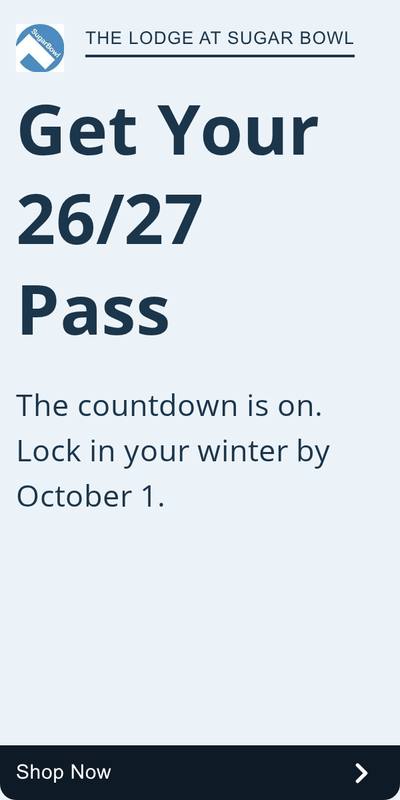 SugarBowl
THE LODGE AT SUGAR BOWL
Get Your
26/27
Pass
The countdown is on.
Lock in your winter by
October 1.
Shop Now